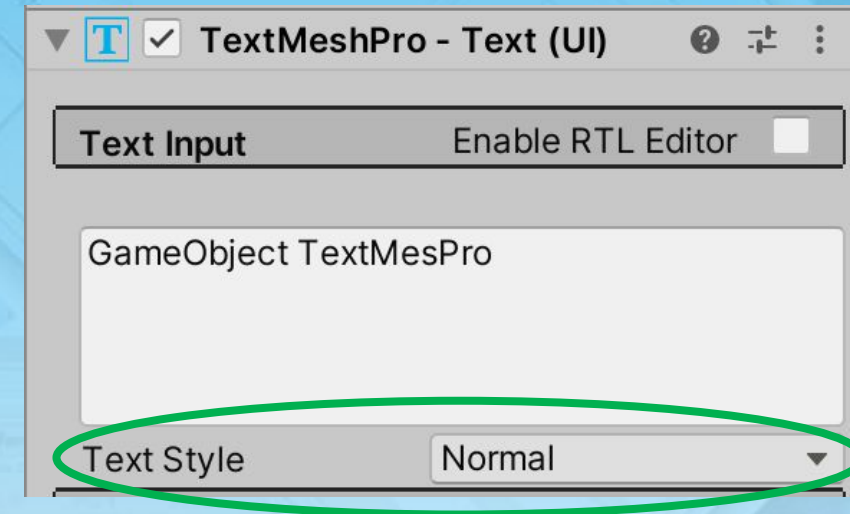 T TextMeshPro - Text (UI) ?
Text Input Enable RTL Editor
GameObject TextMesPro
Text Style Normal